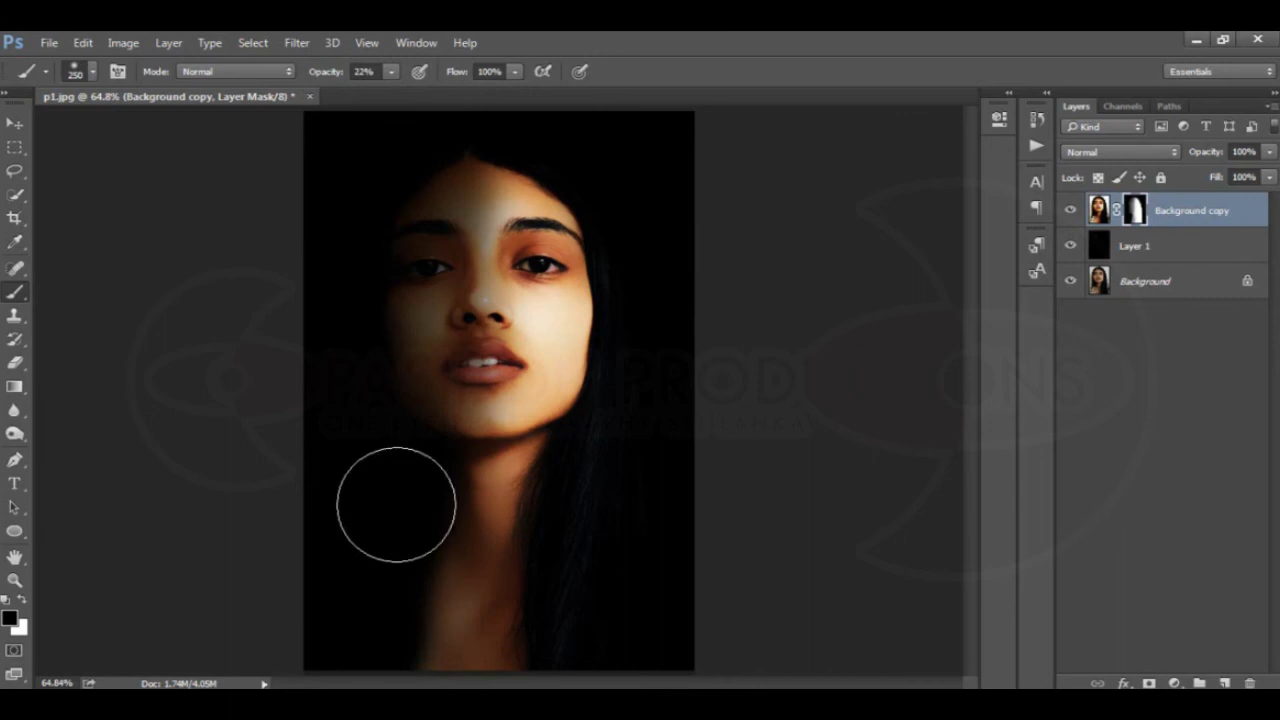 Ps File Edit Image Layer Type Select Filter 3D View Window Help
250 Mode: Normal Opacity: 22% Flow: 100% Essentials
p1.jpg @ 64.8% (Background copy, Layer Mask/8) * ×
Layers Channels Paths
Kind
Normal Opacity: 100%
Lock: Fill: 100%
Background copy
Layer 1
Background
64.84% Doc: 1.74M/4.05M